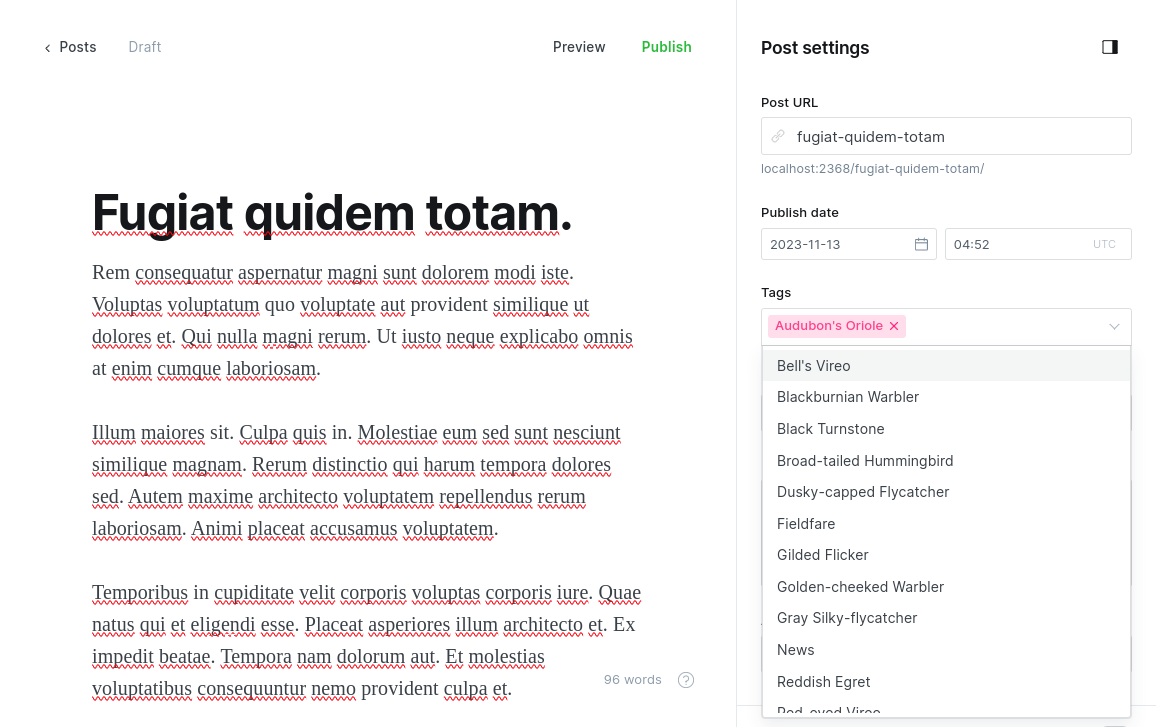 Posts
Draft
Preview
Publish
Fugiat quidem totam.
Rem consequatur aspernatur magni sunt dolorem modi iste.
Voluptas voluptatum quo voluptate aut provident similique ut
dolores et. Qui nulla magni rerum. Ut iusto neque explicabo omnis
at enim cumque laboriosam.
Illum maiores sit. Culpa quis in. Molestiae eum sed sunt nesciunt
similique magnam. Rerum distinctio qui harum tempora dolores
sed. Autem maxime architecto voluptatem repellendus rerum
laboriosam. Animi placeat accusamus voluptatem.
Temporibus in cupiditate velit corporis voluptas corporis iure. Quae
natus qui et eligendi esse. Placeat asperiores illum architecto et. Ex
impedit beatae. Tempora nam dolorum aut. Et molestias
voluptatibus consequuntur nemo provident culpa et.
96 words
Post settings
Post URL
fugiat-quidem-totam
localhost:2368/fugiat-quidem-totam/
Publish date
2023-11-13
04:52
UTC
Tags
Audubon's Oriole
Bell's Vireo
Blackburnian Warbler
Black Turnstone
Broad-tailed Hummingbird
Dusky-capped Flycatcher
Fieldfare
Gilded Flicker
Golden-cheeked Warbler
Gray Silky-flycatcher
News
Reddish Egret
Red-eyed Vireo